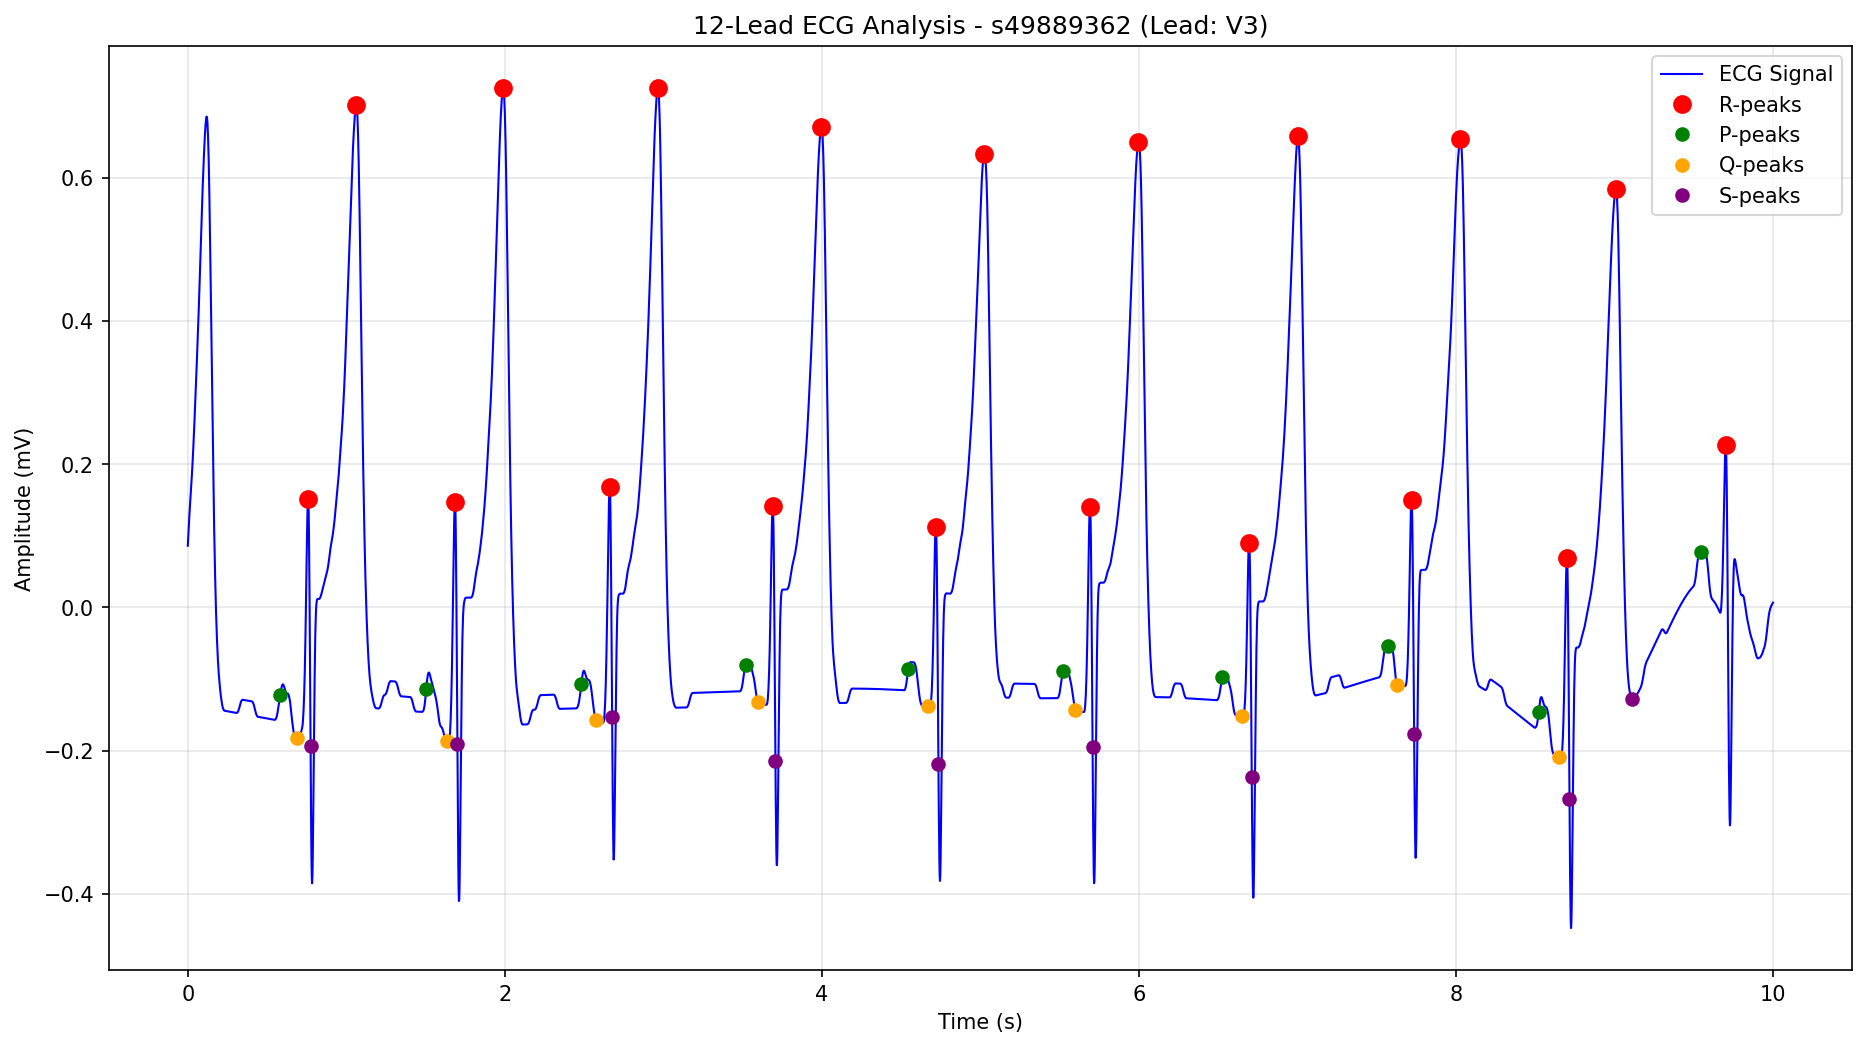 12-Lead ECG Analysis - s49889362 (Lead: V3)
ECG Signal
R-peaks
P-peaks
Q-peaks
S-peaks
Amplitude (mV)
0.6
0.4
0.2
0.0
−0.2
−0.4
0 2 4 6 8 10
Time (s)